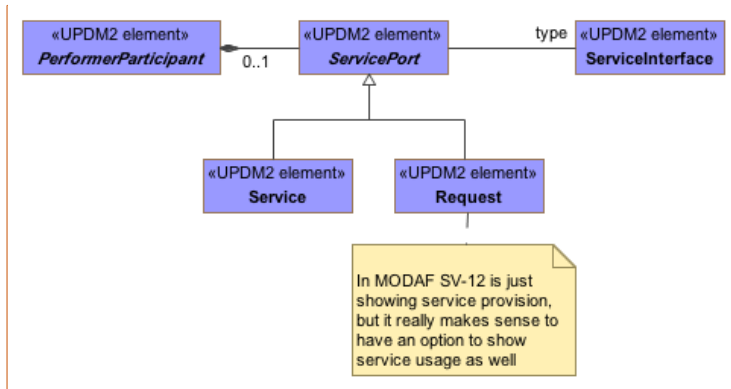 «UPDM2 element»
PerformerParticipant
0..1
«UPDM2 element»
ServicePort
type
«UPDM2 element»
ServiceInterface
«UPDM2 element»
Service
«UPDM2 element»
Request
In MODAF SV-12 is just
showing service provision,
but it really makes sense to
have an option to show
service usage as well